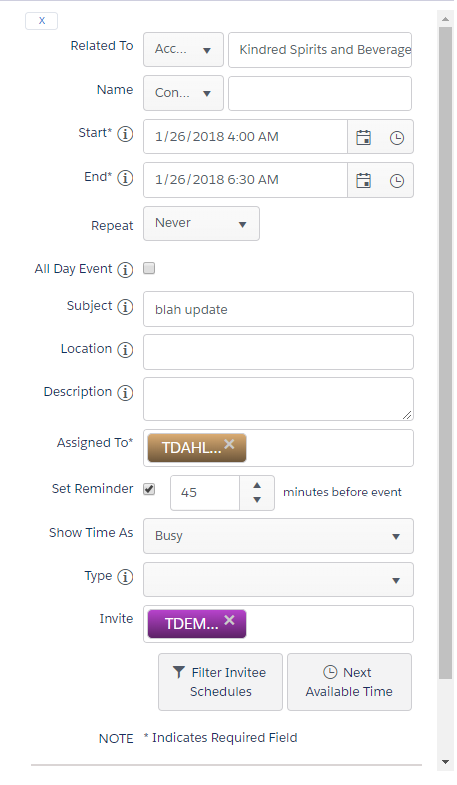 X
Related To Acc... Kindred Spirits and Beverage
Name Con...
Start* 1/26/2018 4:00 AM
End* 1/26/2018 6:30 AM
Repeat Never
All Day Event
Subject blah update
Location
Description
Assigned To* TDAHL... ×
Set Reminder 45 minutes before event
Show Time As Busy
Type
Invite TDEM... ×
Filter Invitee
Schedules
Next
Available Time
NOTE * Indicates Required Field